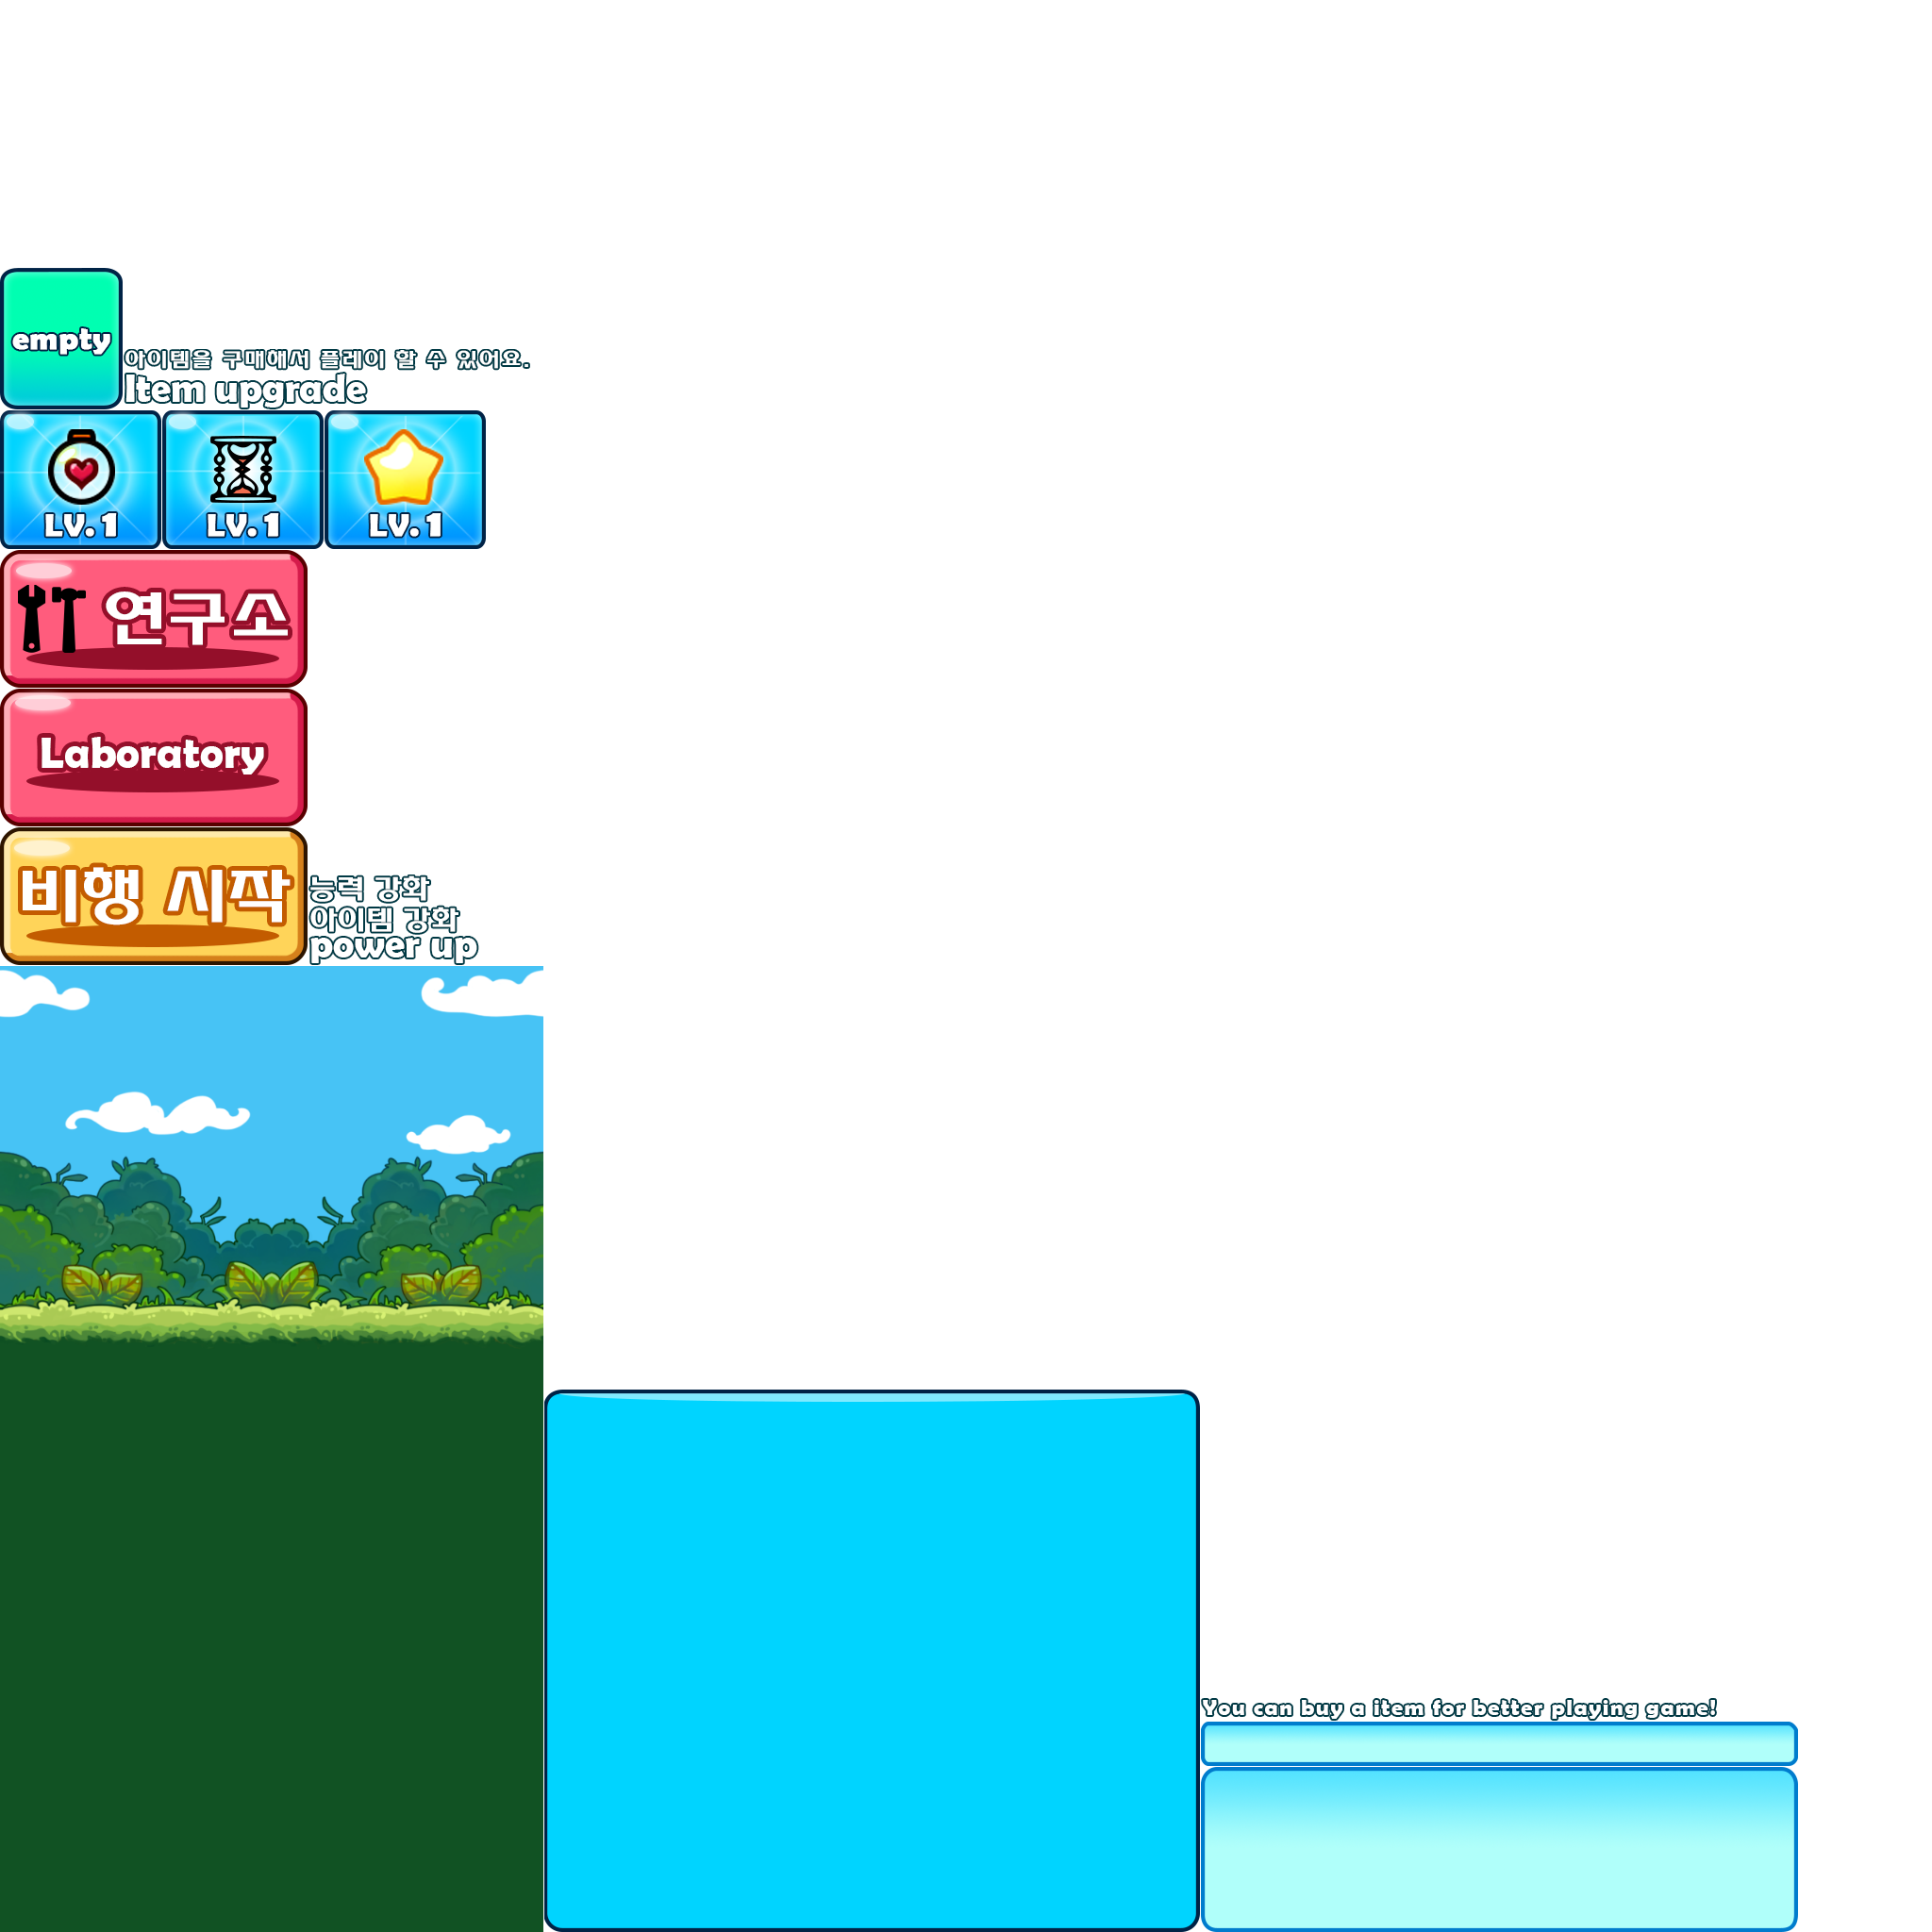 empty
아이템을 구매해서 플레이 할 수 있어요.
Item upgrade
LV.1
LV.1
LV.1
연구소
Laboratory
비행 시작
능력 강화
아이템 강화
power up
You can buy a item for better playing game!